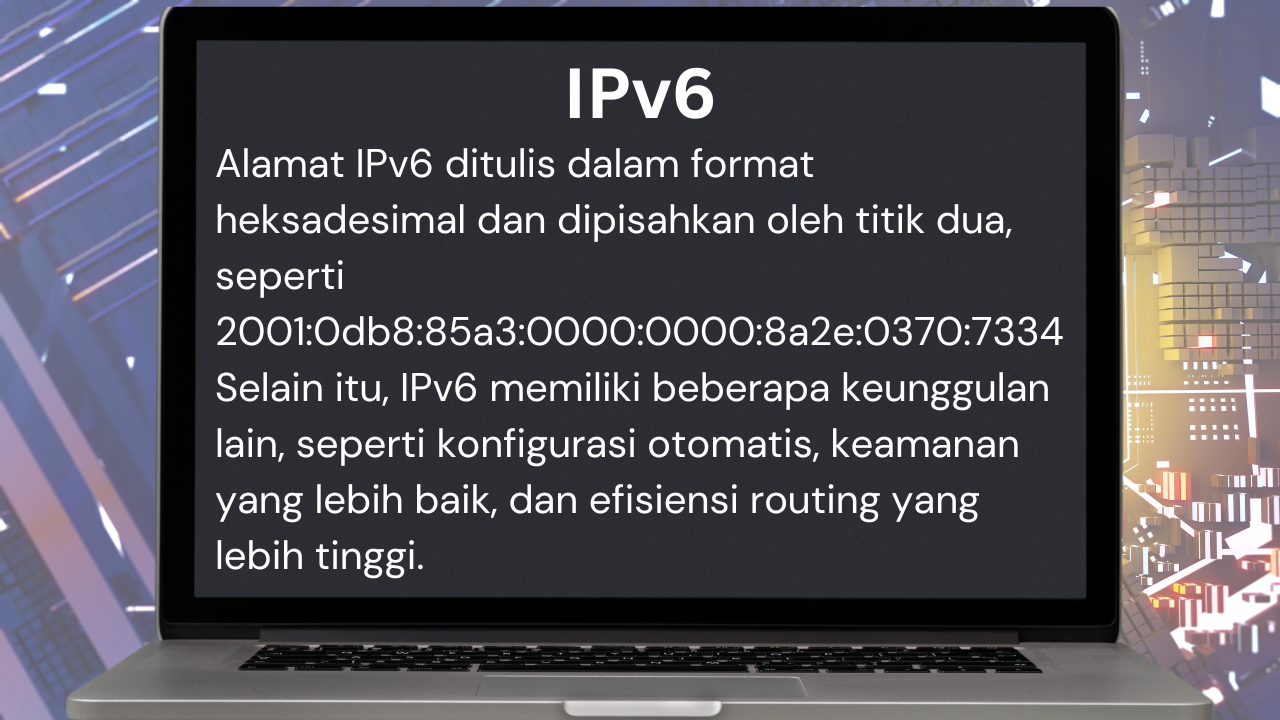 IPv6
Alamat IPv6 ditulis dalam format
heksadesimal dan dipisahkan oleh titik dua,
seperti
2001:0db8:85a3:0000:0000:8a2e:0370:7334
Selain itu, IPv6 memiliki beberapa keunggulan
lain, seperti konfigurasi otomatis, keamanan
yang lebih baik, dan efisiensi routing yang
lebih tinggi.